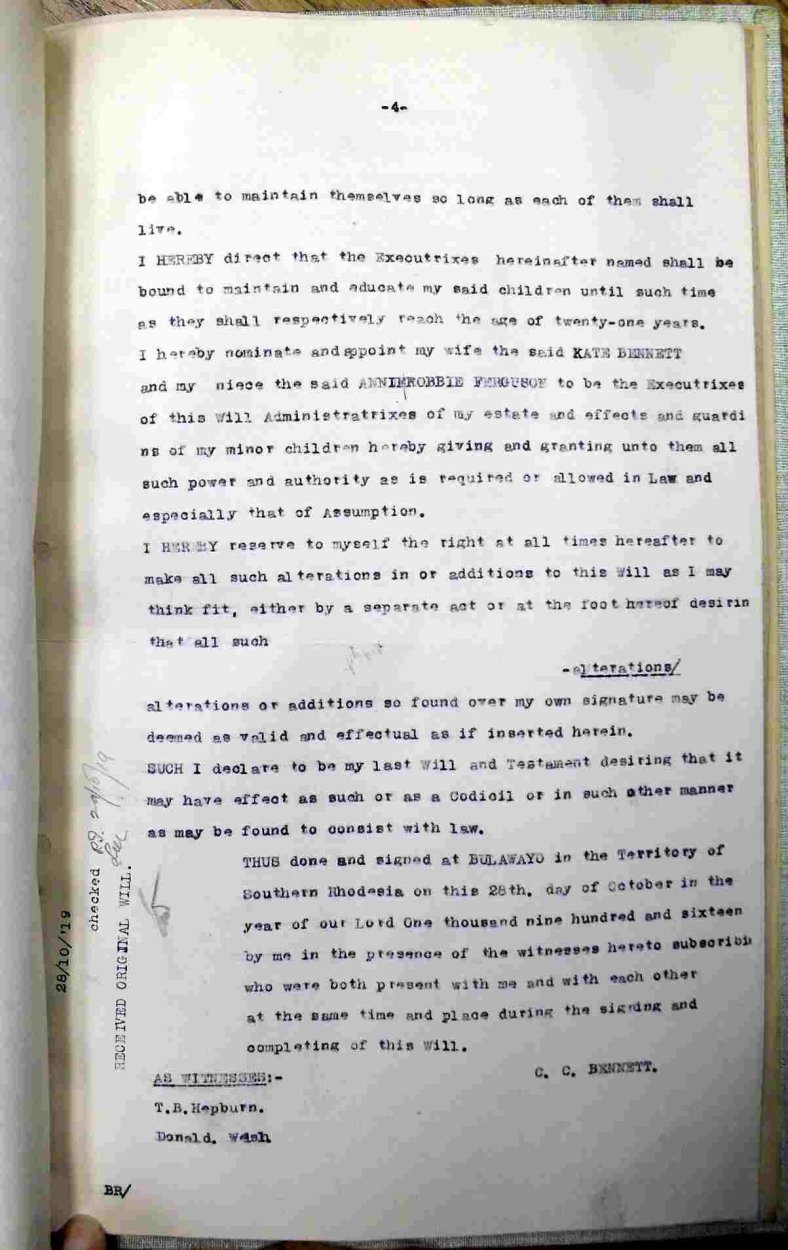 -4-
be able to maintain themselves so long as each of them shall
live.
I HEREBY direct that the Executrixes hereinafter named shall be
bound to maintain and educate my said children until such time
as they shall respectively reach the age of twenty-one years.
I hereby nominate and appoint my wife the said KATE BENNETT
and my niece the said ANNIE ROBBIE FERGUSON to be the Executrixes
of this Will Administratrixes of my estate and effects and guardi
ns of my minor children hereby giving and granting unto them all
such power and authority as is required or allowed in Law and
especially that of Assumption.
I HEREBY reserve to myself the right at all times hereafter to
make all such alterations in or additions to this Will as I may
think fit, either by a separate act or at the foot hereof desirin
that all such
-alterations/
alterations or additions so found over my own signature may be
deemed as valid and effectual as if inserted herein.
SUCH I declare to be my last Will and Testament desiring that it
may have effect as such or as a Codicil or in such other manner
as may be found to consist with law.
THUS done and signed at BULAWAYO in the Territory of
Southern Rhodesia on this 28th. day of October in the
year of our Lord One thousand nine hundred and sixteen
by me in the presence of the witnesses hereto subscribin
who were both present with me and with each other
at the same time and place during the signing and
completing of this Will.
C. C. BENNETT.
AS WITNESSES:-
T.B.Hepburn.
Donald. Welsh
BR/
RECEIVED ORIGINAL WILL.
checked 29/10/19
28/10/'19